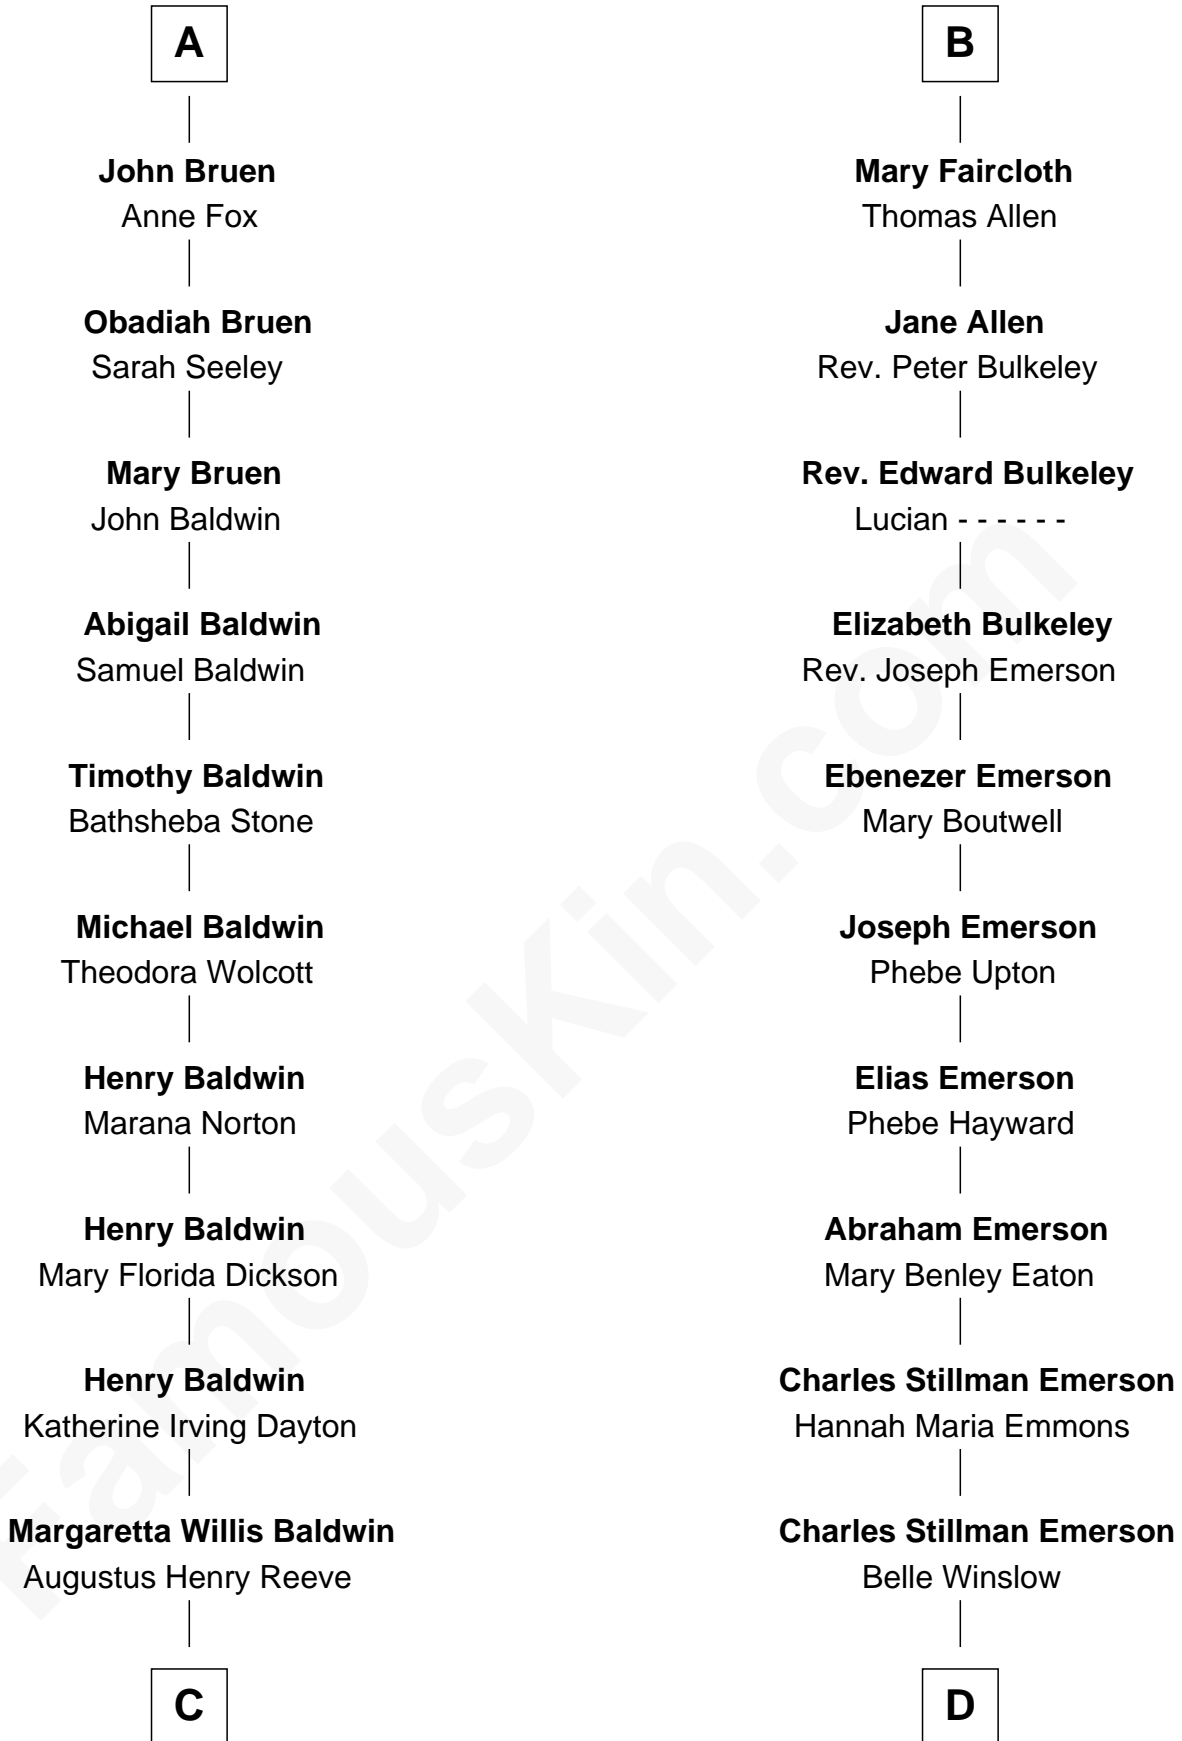 A
John Bruen
Anne Fox
Obadiah Bruen
Sarah Seeley
Mary Bruen
John Baldwin
Abigail Baldwin
Samuel Baldwin
Timothy Baldwin
Bathsheba Stone
Michael Baldwin
Theodora Wolcott
Henry Baldwin
Marana Norton
Henry Baldwin
Mary Florida Dickson
Henry Baldwin
Katherine Irving Dayton
Margaretta Willis Baldwin
Augustus Henry Reeve
C
B
Mary Faircloth
Thomas Allen
Jane Allen
Rev. Peter Bulkeley
Rev. Edward Bulkeley
Lucian - - - - - -
Elizabeth Bulkeley
Rev. Joseph Emerson
Ebenezer Emerson
Mary Boutwell
Joseph Emerson
Phebe Upton
Elias Emerson
Phebe Hayward
Abraham Emerson
Mary Benley Eaton
Charles Stillman Emerson
Hannah Maria Emmons
Charles Stillman Emerson
Belle Winslow
D
FamousKin.com